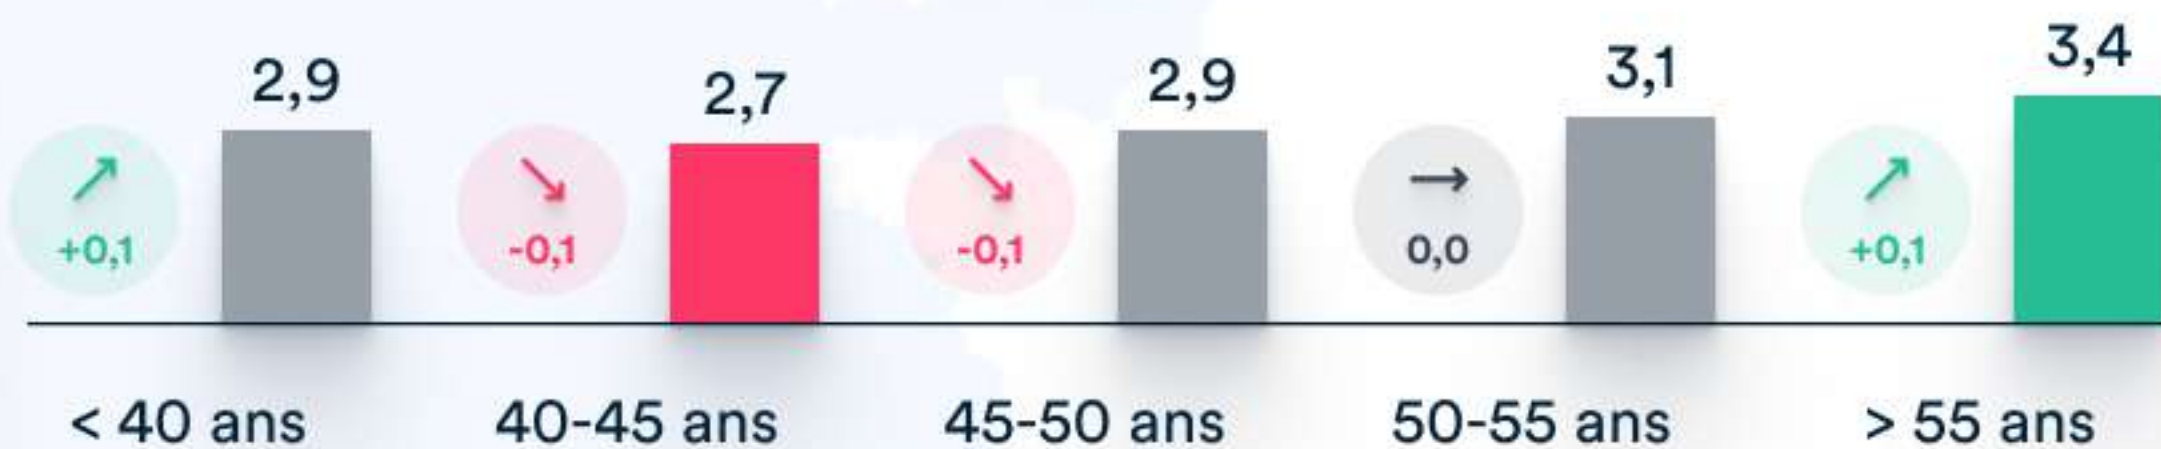 2,9
2,7
2,9
3,1
3,4
+0,1
-0,1
-0,1
0,0
+0,1
< 40 ans
40-45 ans
45-50 ans
50-55 ans
> 55 ans